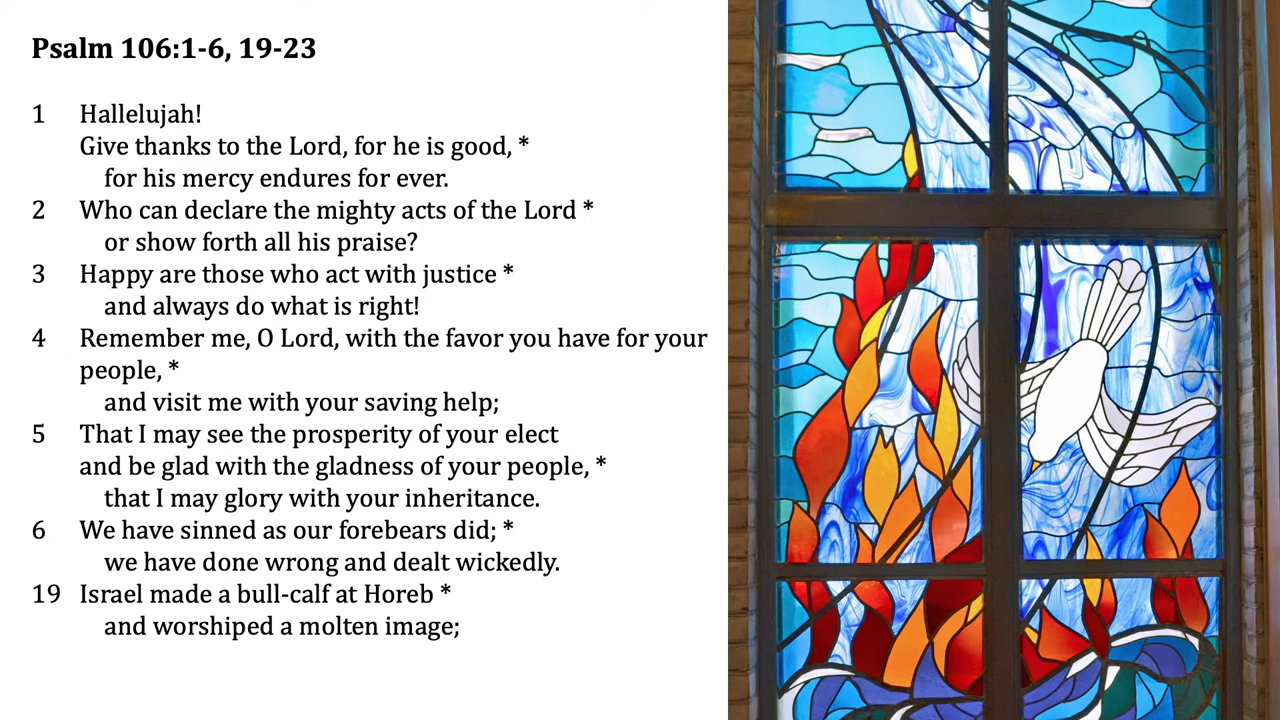 Psalm 106:1-6, 19-23
1 Hallelujah!
Give thanks to the Lord, for he is good, *
for his mercy endures for ever.
2 Who can declare the mighty acts of the Lord *
or show forth all his praise?
3 Happy are those who act with justice *
and always do what is right!
4 Remember me, O Lord, with the favor you have for your
people, *
and visit me with your saving help;
5 That I may see the prosperity of your elect
and be glad with the gladness of your people, *
that I may glory with your inheritance.
6 We have sinned as our forebears did; *
we have done wrong and dealt wickedly.
19 Israel made a bull-calf at Horeb *
and worshiped a molten image;